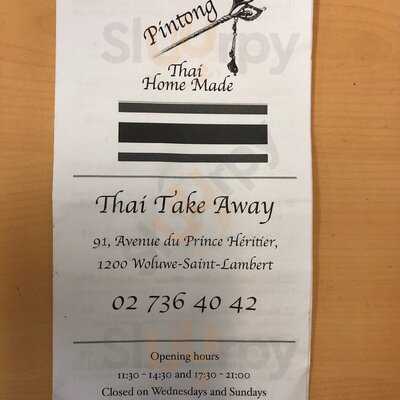 Pintong
Thai
Home Made
Thai Take Away
91, Avenue du Prince Héritier,
1200 Woluwe-Saint-Lambert
02 736 40 42
Opening hours
11:30 - 14:30 and 17:30 - 21:00
Closed on Wednesdays and Sundays